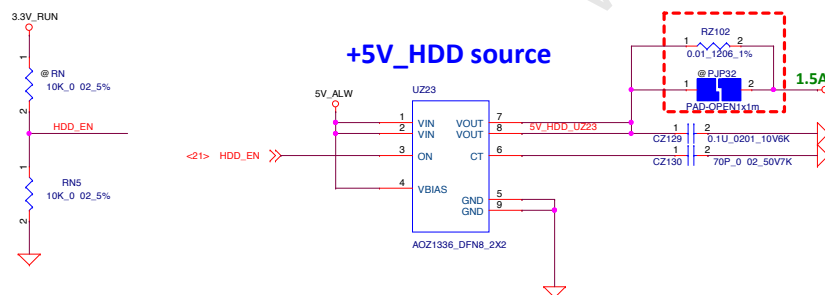 3.3V_RUN
1
@RN
10K_0 02_5%
2
HDD_EN
1
RN5
10K_0 02_5%
2
+5V_HDD source
5V_ALW
UZ23
<21> HDD_EN
1 VIN
2 VIN
3 ON
4 VBIAS
VOUT 7
VOUT 8
CT 6
GND 5
GND 9
AOZ1336_DFN8_2X2
5V_HDD_UZ23
RZ102
1 2
0.01_1206_1%
@PJP32
1 2
PAD-OPEN1x1m
1.5A
1 2
CZ129 0.1U_0201_10V6K
1 2
CZ130 70P_0 02_50V7K